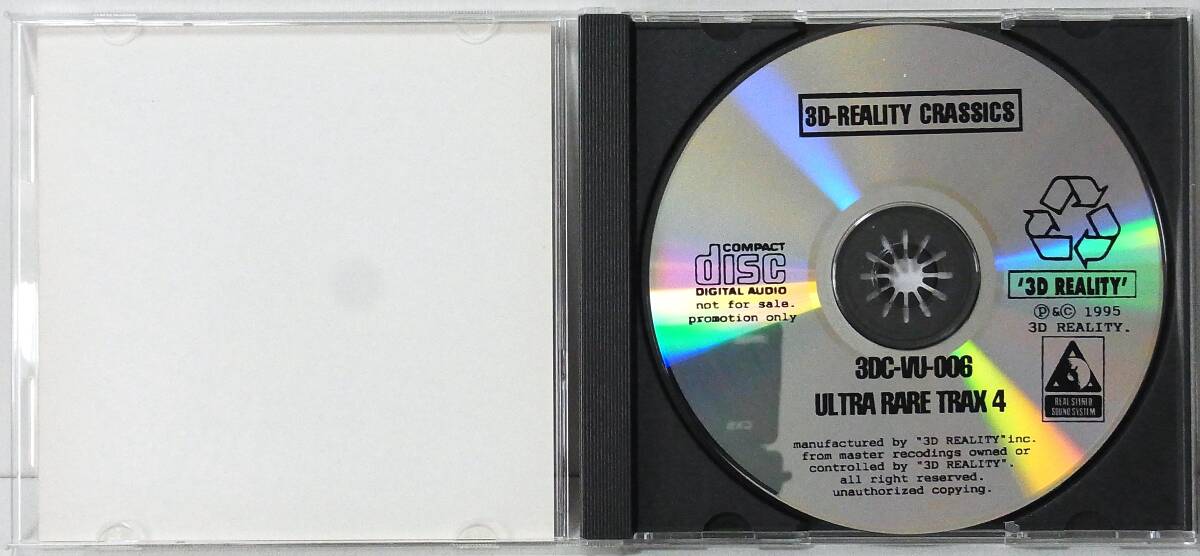 3D-REALITY CRASSICS
COMPACT
disc
DIGITAL AUDIO
not for sale.
promotion only
'3D REALITY'
Ⓟ&© 1995
3D REALITY.
REAL STEREO
SOUND SYSTEM
3DC-VU-006
ULTRA RARE TRAX 4
manufactured by "3D REALITY"inc.
from master recodings owned or
controlled by "3D REALITY".
all right reserved.
unauthorized copying.